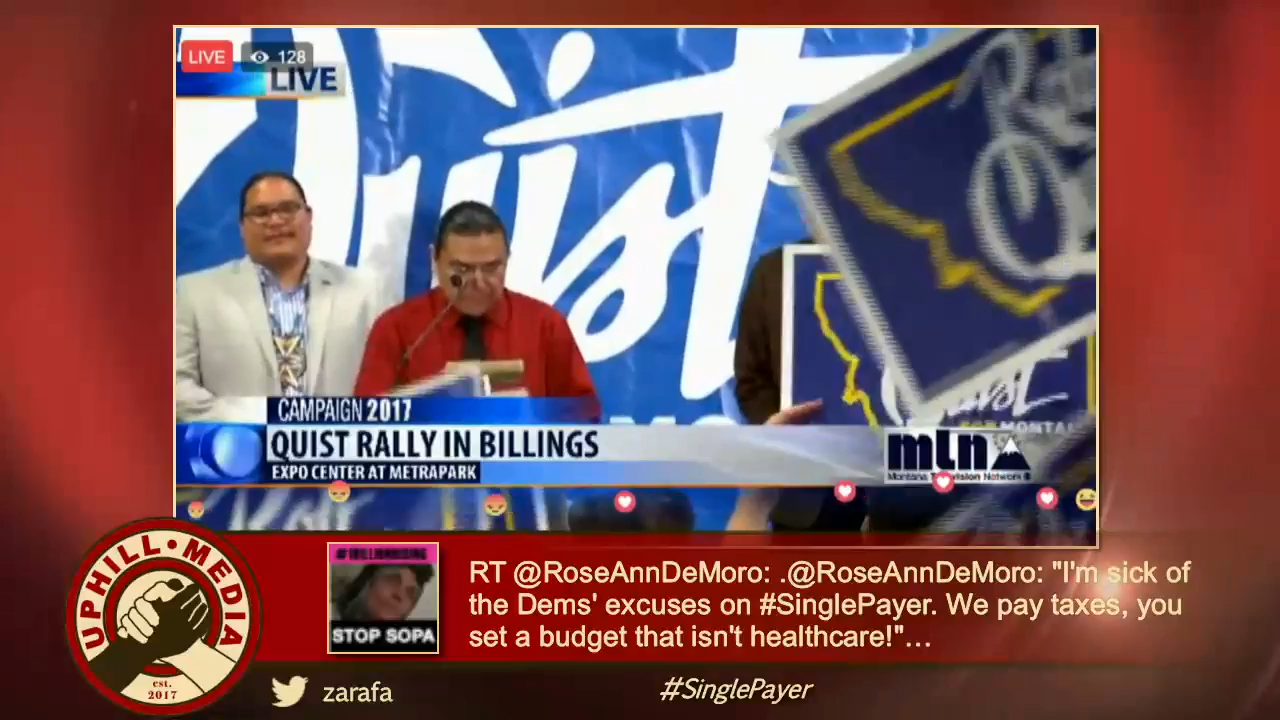 LIVE 128
LIVE
Quist
CAMPAIGN 2017
QUIST RALLY IN BILLINGS
EXPO CENTER AT METRAPARK
mtn
Montana Television Network
UPHILL • MEDIA
est.
2017
STOP SOPA
RT @RoseAnnDeMoro: .@RoseAnnDeMoro: "I'm sick of
the Dems' excuses on #SinglePayer. We pay taxes, you
set a budget that isn't healthcare!"...
zarafa
#SinglePayer